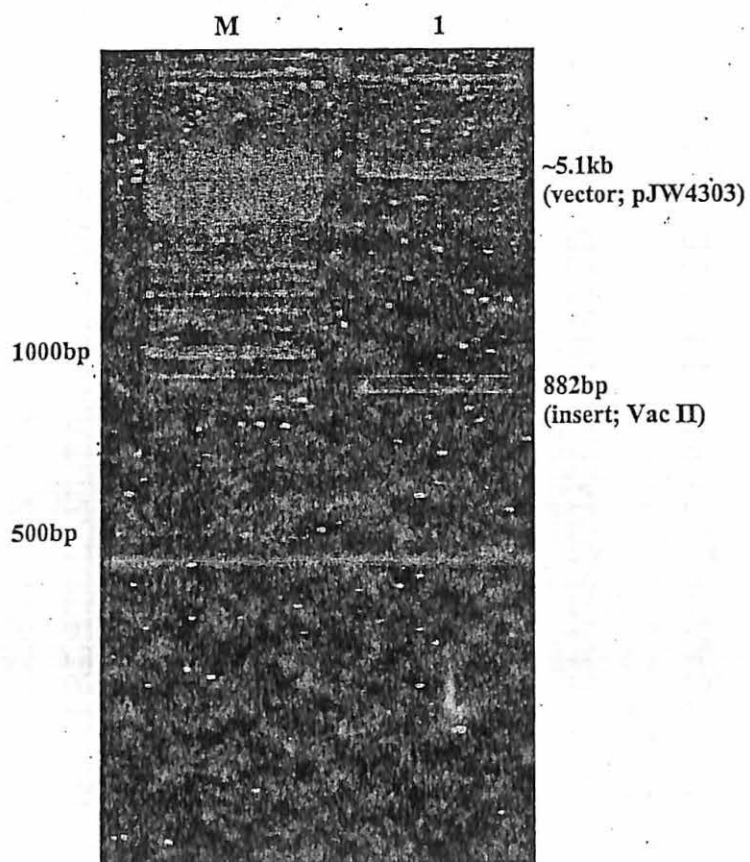 M 1
~5.1kb
(vector; pJW4303)
1000bp
882bp
(insert; Vac II)
500bp